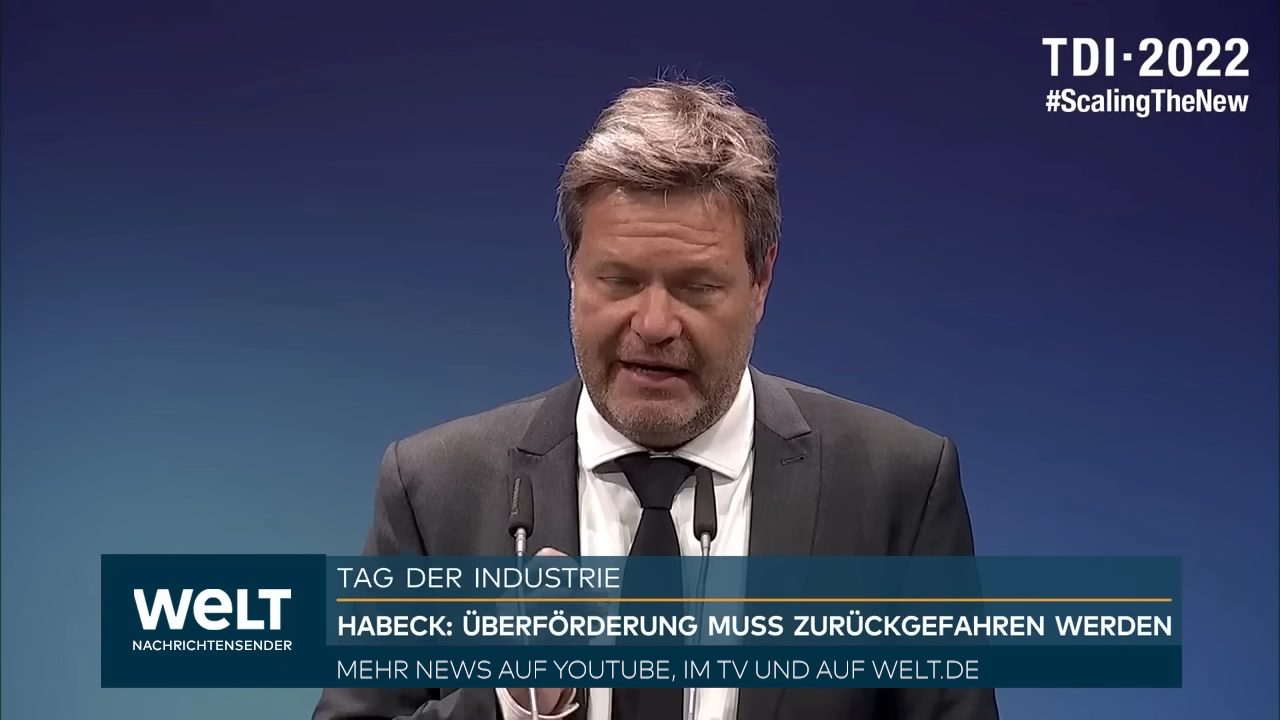 TDI·2022
#ScalingTheNew
TAG DER INDUSTRIE
WELT
NACHRICHTENSENDER
HABECK: ÜBERFÖRDERUNG MUSS ZURÜCKGEFAHREN WERDEN
MEHR NEWS AUF YOUTUBE, IM TV UND AUF WELT.DE